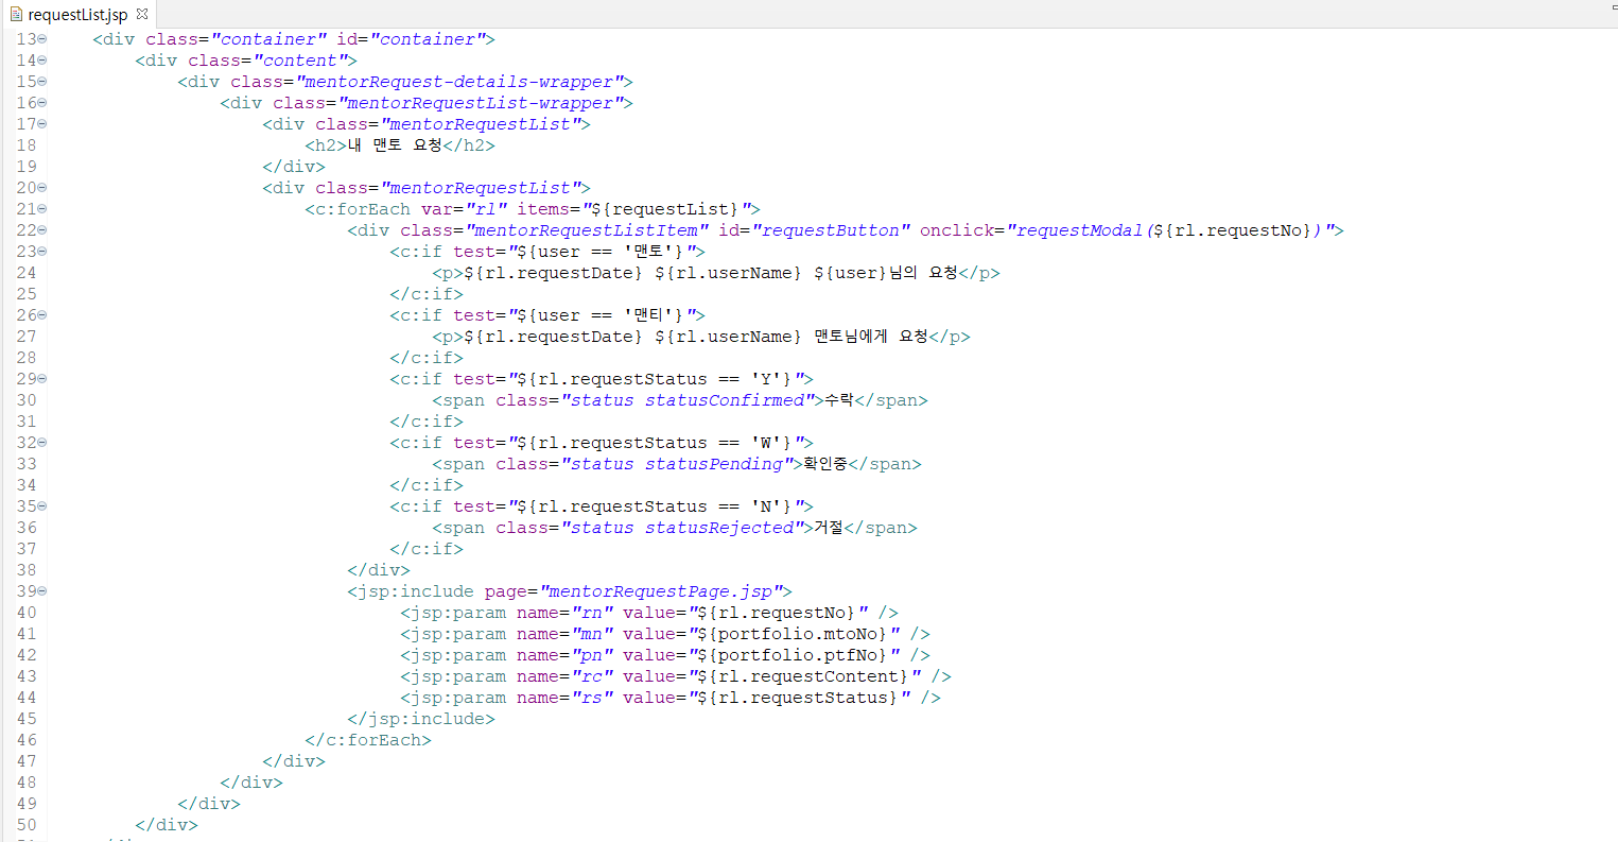 requestList.jsp
13 <div class="container" id="container">
14 <div class="content">
15 <div class="mentorRequest-details-wrapper">
16 <div class="mentorRequestList-wrapper">
17 <div class="mentorRequestList">
18 <h2>내 맨토 요청</h2>
19 </div>
20 <div class="mentorRequestList">
21 <c:forEach var="rl" items="${requestList}">
22 <div class="mentorRequestListItem" id="requestButton" onclick="requestModal(${rl.requestNo})">
23 <c:if test="${user == '맨토'}">
24 <p>${rl.requestDate} ${rl.userName} ${user}님의 요청</p>
25 </c:if>
26 <c:if test="${user == '맨티'}">
27 <p>${rl.requestDate} ${rl.userName} 맨토님에게 요청</p>
28 </c:if>
29 <c:if test="${rl.requestStatus == 'Y'}">
30 <span class="status statusConfirmed">수락</span>
31 </c:if>
32 <c:if test="${rl.requestStatus == 'W'}">
33 <span class="status statusPending">확인중</span>
34 </c:if>
35 <c:if test="${rl.requestStatus == 'N'}">
36 <span class="status statusRejected">거절</span>
37 </c:if>
38 </div>
39 <jsp:include page="mentorRequestPage.jsp">
40 <jsp:param name="rn" value="${rl.requestNo}" />
41 <jsp:param name="mn" value="${portfolio.mtoNo}" />
42 <jsp:param name="pn" value="${portfolio.ptfNo}" />
43 <jsp:param name="rc" value="${rl.requestContent}" />
44 <jsp:param name="rs" value="${rl.requestStatus}" />
45 </jsp:include>
46 </c:forEach>
47 </div>
48 </div>
49 </div>
50 </div>